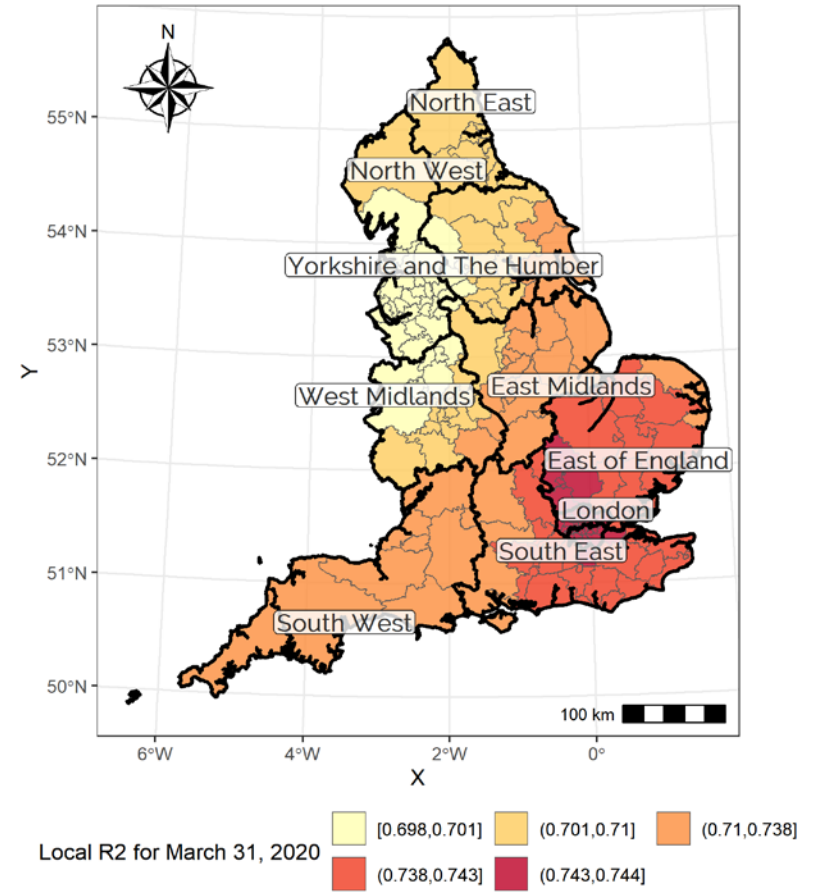 N
North East
55°N
North West
54°N
Yorkshire and The Humber
53°N
Y
West Midlands
East Midlands
52°N
East of England
London
South East
51°N
South West
50°N
100 km
6°W
4°W
2°W
0°
X
Local R2 for March 31, 2020
[0.698,0.701]
(0.701,0.71]
(0.71,0.738]
(0.738,0.743]
(0.743,0.744]